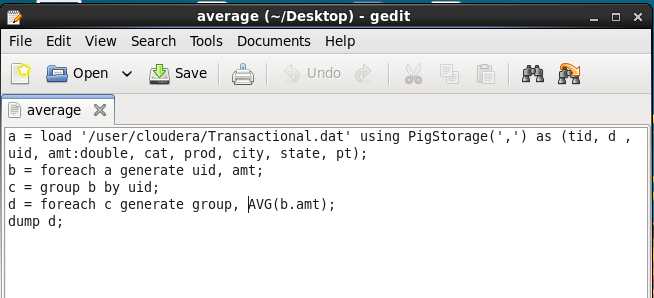 average (~/Desktop) - gedit
File Edit View Search Tools Documents Help
Open Save Undo
average
a = load '/user/cloudera/Transactional.dat' using PigStorage(',') as (tid, d ,
uid, amt:double, cat, prod, city, state, pt);
b = foreach a generate uid, amt;
c = group b by uid;
d = foreach c generate group, AVG(b.amt);
dump d;